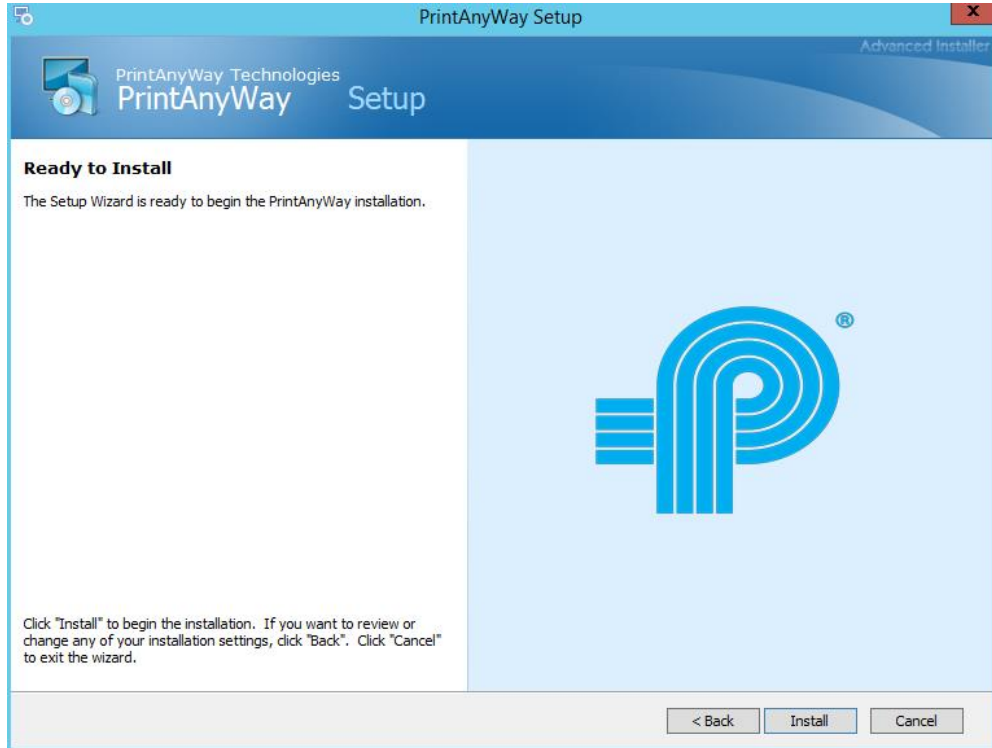 PrintAnyWay Setup
x
Advanced Installer
PrintAnyWay Technologies
PrintAnyWay Setup
Ready to Install
The Setup Wizard is ready to begin the PrintAnyWay installation.
®
Click "Install" to begin the installation. If you want to review or
change any of your installation settings, click "Back". Click "Cancel"
to exit the wizard.
< Back Install Cancel